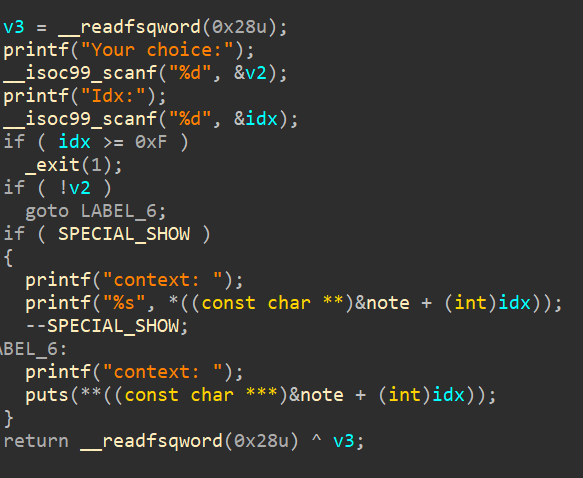 v3 = __readfsqword(0x28u);
printf("Your choice:");
__isoc99_scanf("%d", &v2);
printf("Idx:");
__isoc99_scanf("%d", &idx);
if ( idx >= 0xF )
  _exit(1);
if ( !v2 )
  goto LABEL_6;
if ( SPECIAL_SHOW )
{
  printf("context: ");
  printf("%s", *((const char **)&note + (int)idx));
  --SPECIAL_SHOW;
ABEL_6:
  printf("context: ");
  puts(**((const char ***)&note + (int)idx));
}
return __readfsqword(0x28u) ^ v3;